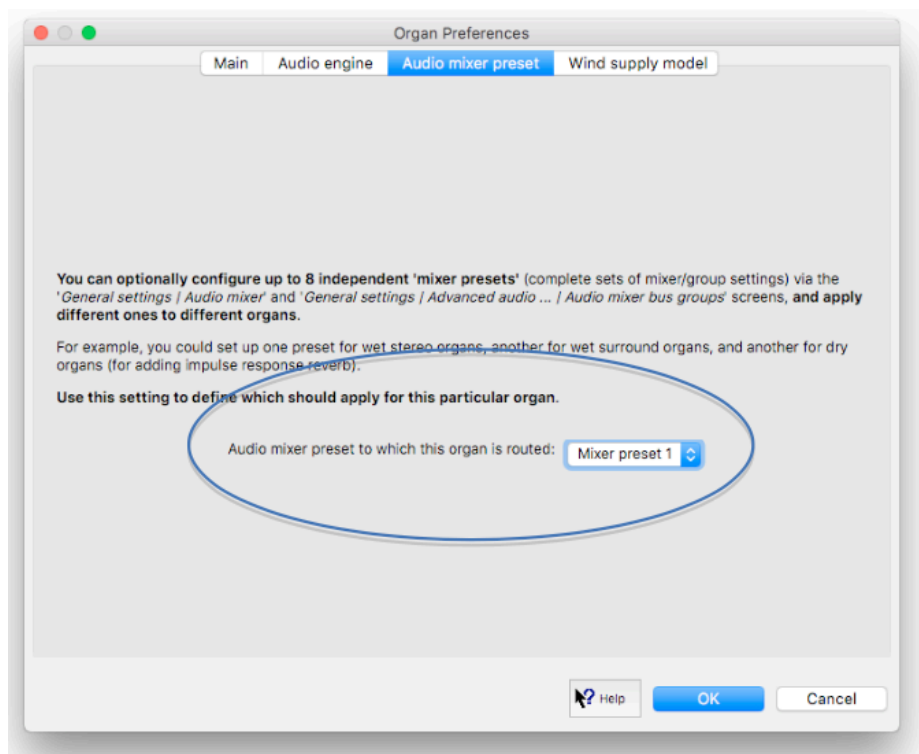 Organ Preferences
Main Audio engine Audio mixer preset Wind supply model
You can optionally configure up to 8 independent 'mixer presets' (complete sets of mixer/group settings) via the
'General settings | Audio mixer' and 'General settings | Advanced audio ... | Audio mixer bus groups' screens, and apply
different ones to different organs.
For example, you could set up one preset for wet stereo organs, another for wet surround organs, and another for dry
organs (for adding impulse response reverb).
Use this setting to define which should apply for this particular organ.
Audio mixer preset to which this organ is routed: Mixer preset 1
? Help OK Cancel